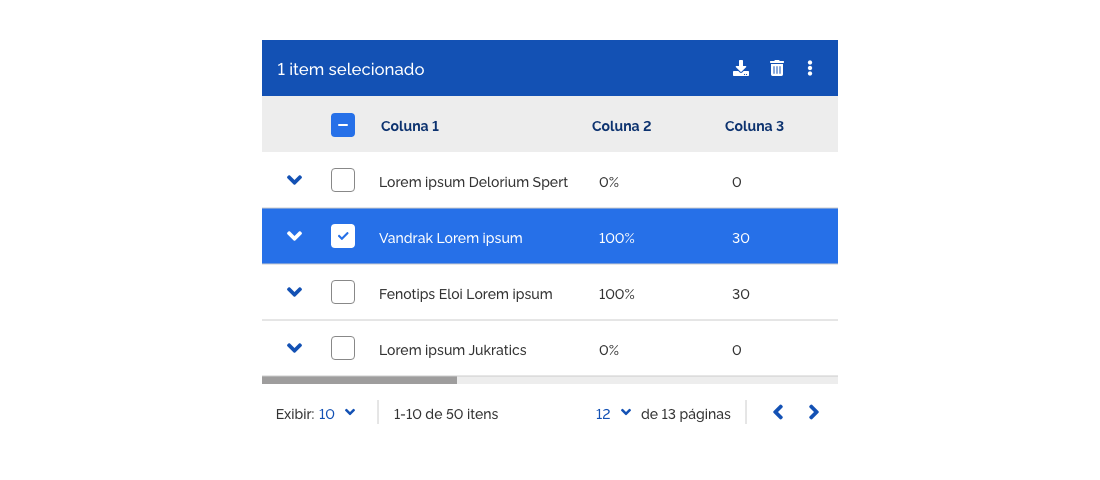 1 item selecionado
Coluna 1 Coluna 2 Coluna 3
Lorem ipsum Delorium Spert 0% 0
Vandrak Lorem ipsum 100% 30
Fenotips Eloi Lorem ipsum 100% 30
Lorem ipsum Jukratics 0% 0
Exibir: 10 1-10 de 50 itens 12 de 13 páginas